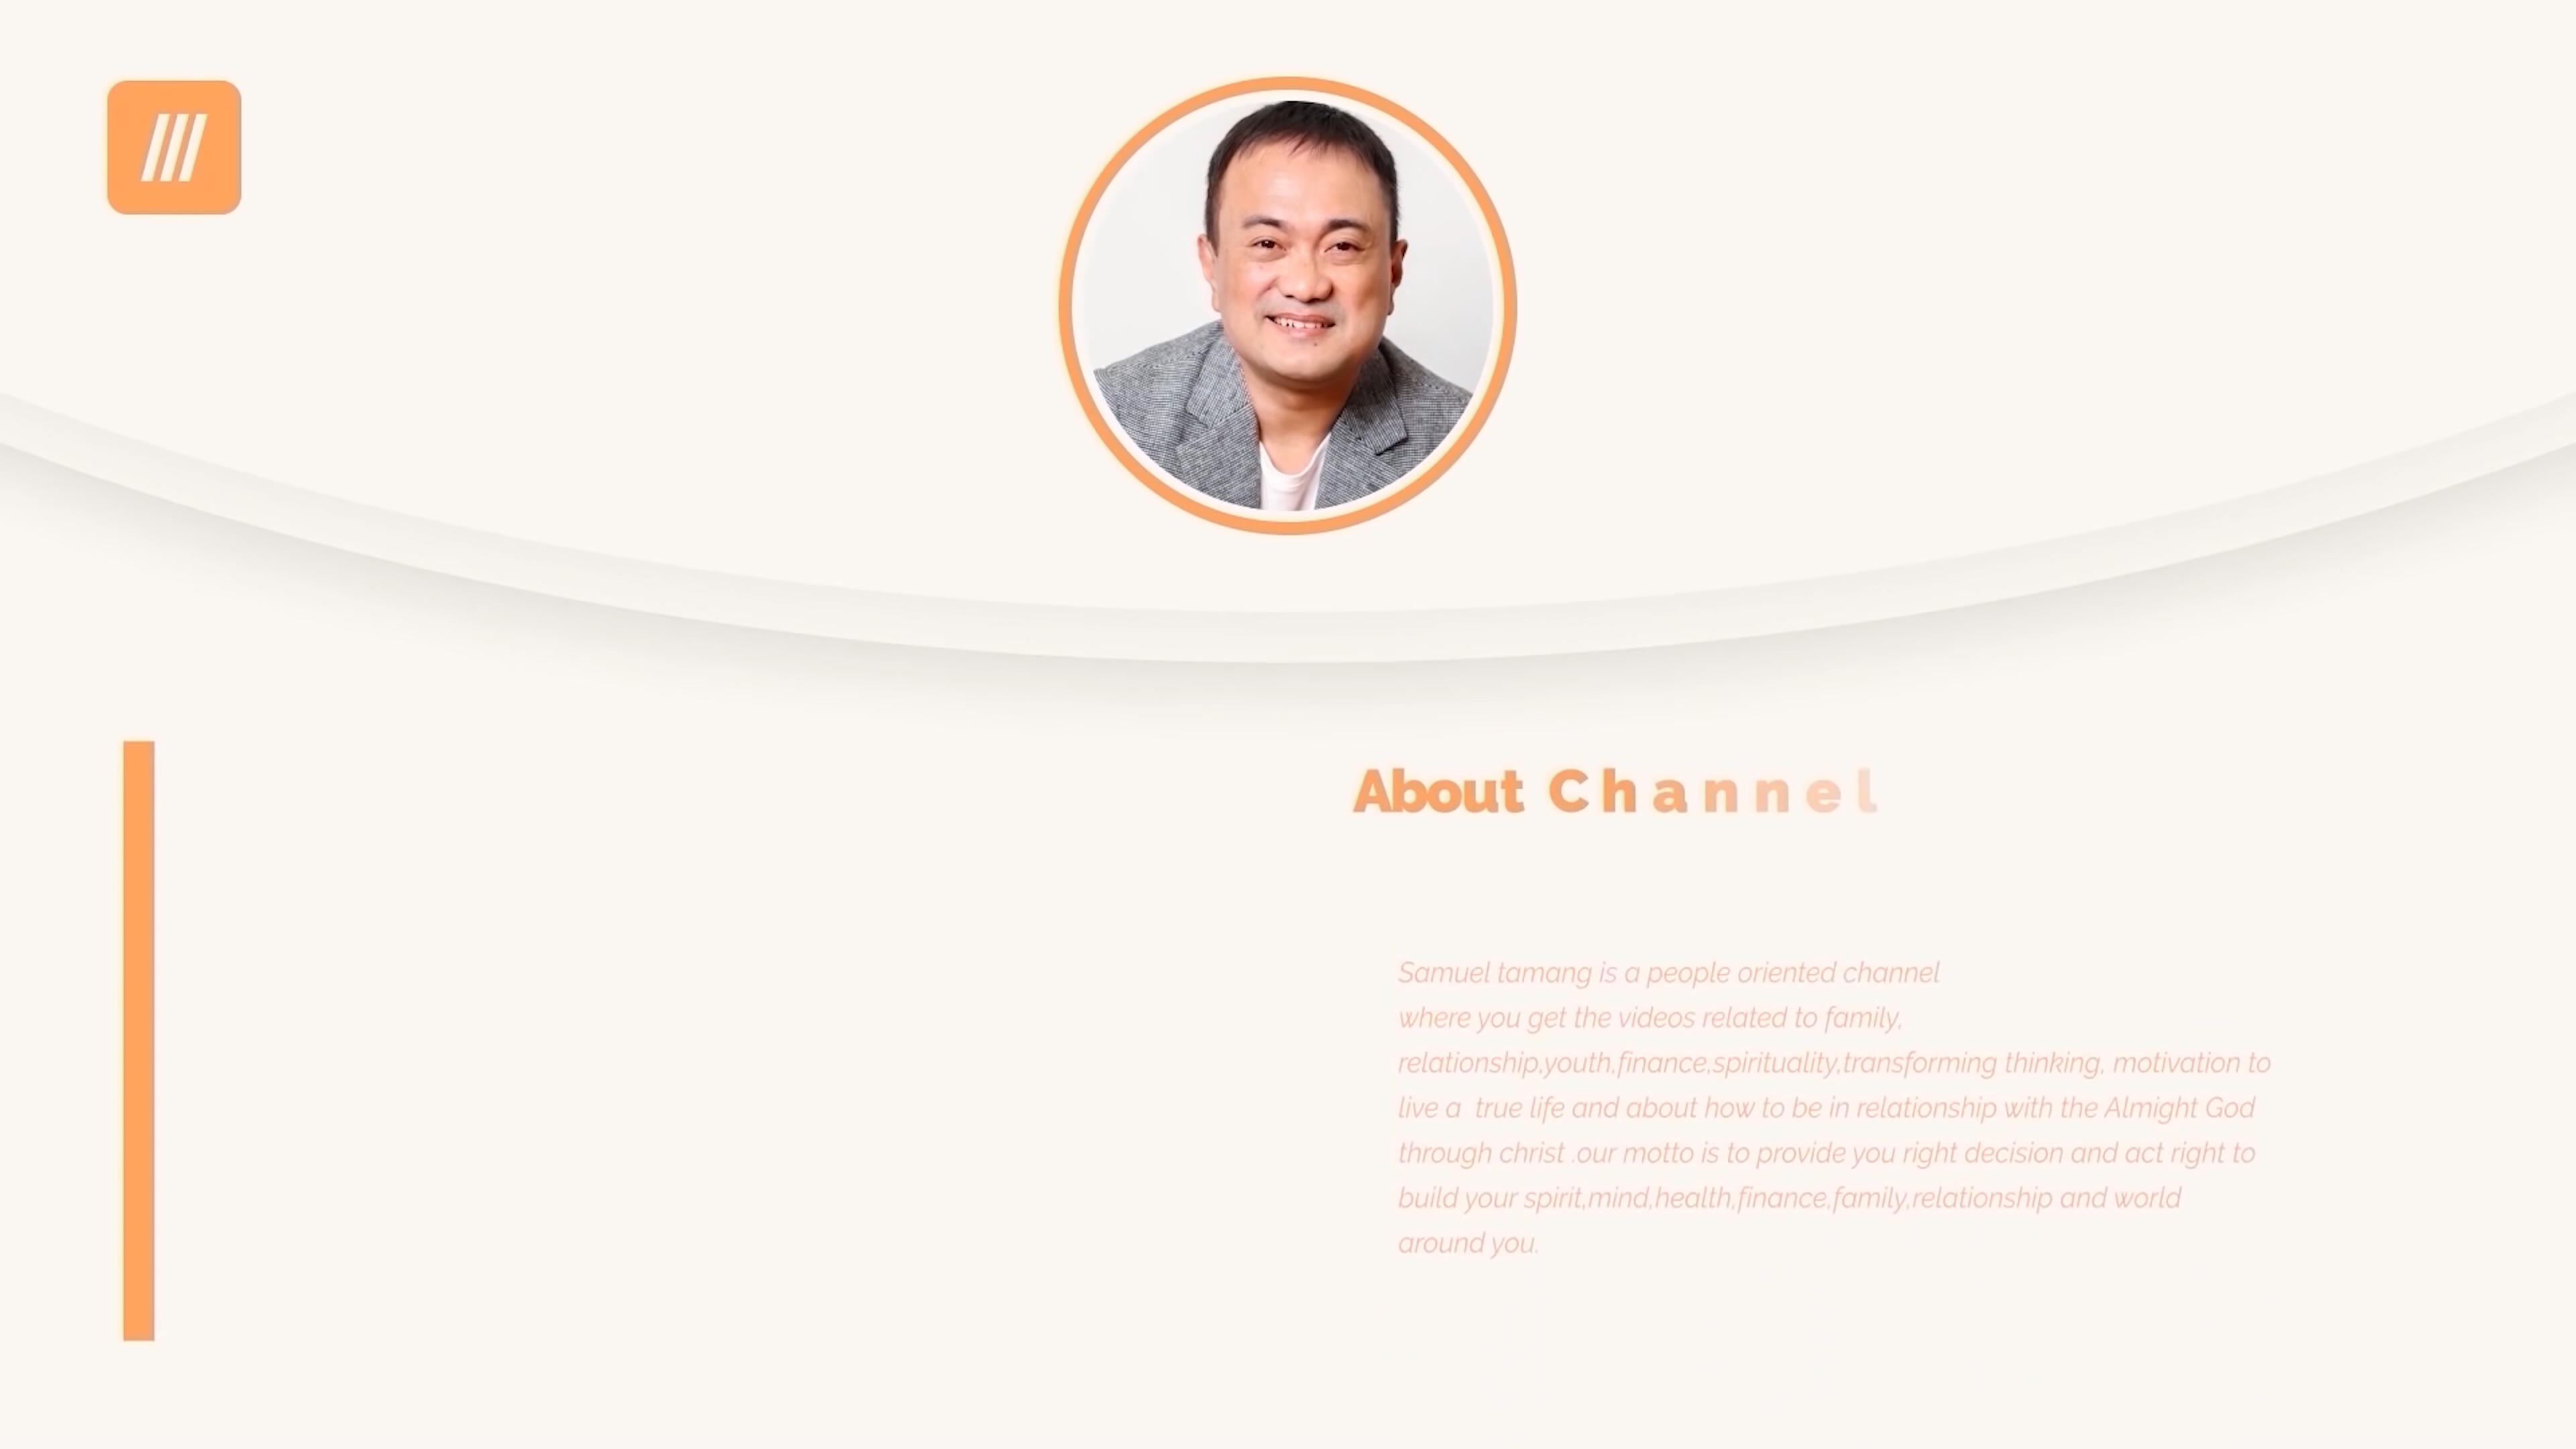 About Channel
Samuel tamang is a people oriented channel
where you get the videos related to family,
relationship,youth,finance,spirituality,transforming thinking, motivation to
live a  true life and about how to be in relationship with the Almight God
through christ .our motto is to provide you right decision and act right to
build your spirit,mind,health,finance,family,relationship and world
around you.